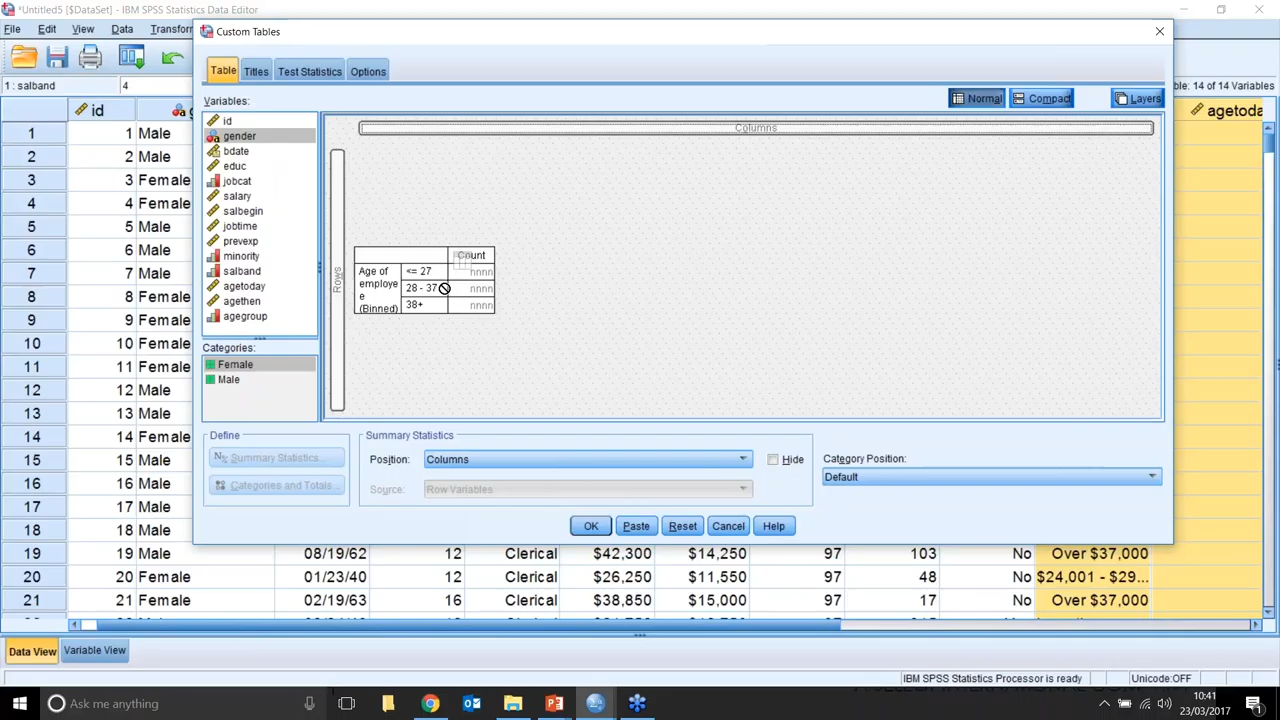 *Untitled5 [$DataSet] - IBM SPSS Statistics Data Editor
File Edit View Data Transform
1 : salband 4
ble: 14 of 14 Variables
Custom Tables
Table Titles Test Statistics Options
Variables:
Normal Compact Layers
id
gender
bdate
educ
jobcat
salary
salbegin
jobtime
prevexp
minority
salband
agetoday
agethen
agegroup
Categories:
Female
Male
Columns
Rows
Count
Age of employe e (Binned)
<= 27 nnnn
28 - 37 nnnn
38+ nnnn
Define
Summary Statistics...
Categories and Totals...
Summary Statistics
Position: Columns Hide
Source: Row Variables
Category Position:
Default
OK Paste Reset Cancel Help
id agetoda
1 1 Male
2 2 Male
3 3 Female
4 4 Female
5 5 Male
6 6 Male
7 7 Male
8 8 Female
9 9 Female
10 10 Female
11 11 Female
12 12 Male
13 13 Male
14 14 Female
15 15 Male
16 16 Male
17 17 Male
18 18 Male
19 19 Male 08/19/62 12 Clerical $42,300 $14,250 97 103 No Over $37,000
20 20 Female 01/23/40 12 Clerical $26,250 $11,550 97 48 No $24,001 - $29...
21 21 Female 02/19/63 16 Clerical $38,850 $15,000 97 17 No Over $37,000
Data View Variable View
IBM SPSS Statistics Processor is ready Unicode:OFF
Ask me anything
10:41
23/03/2017